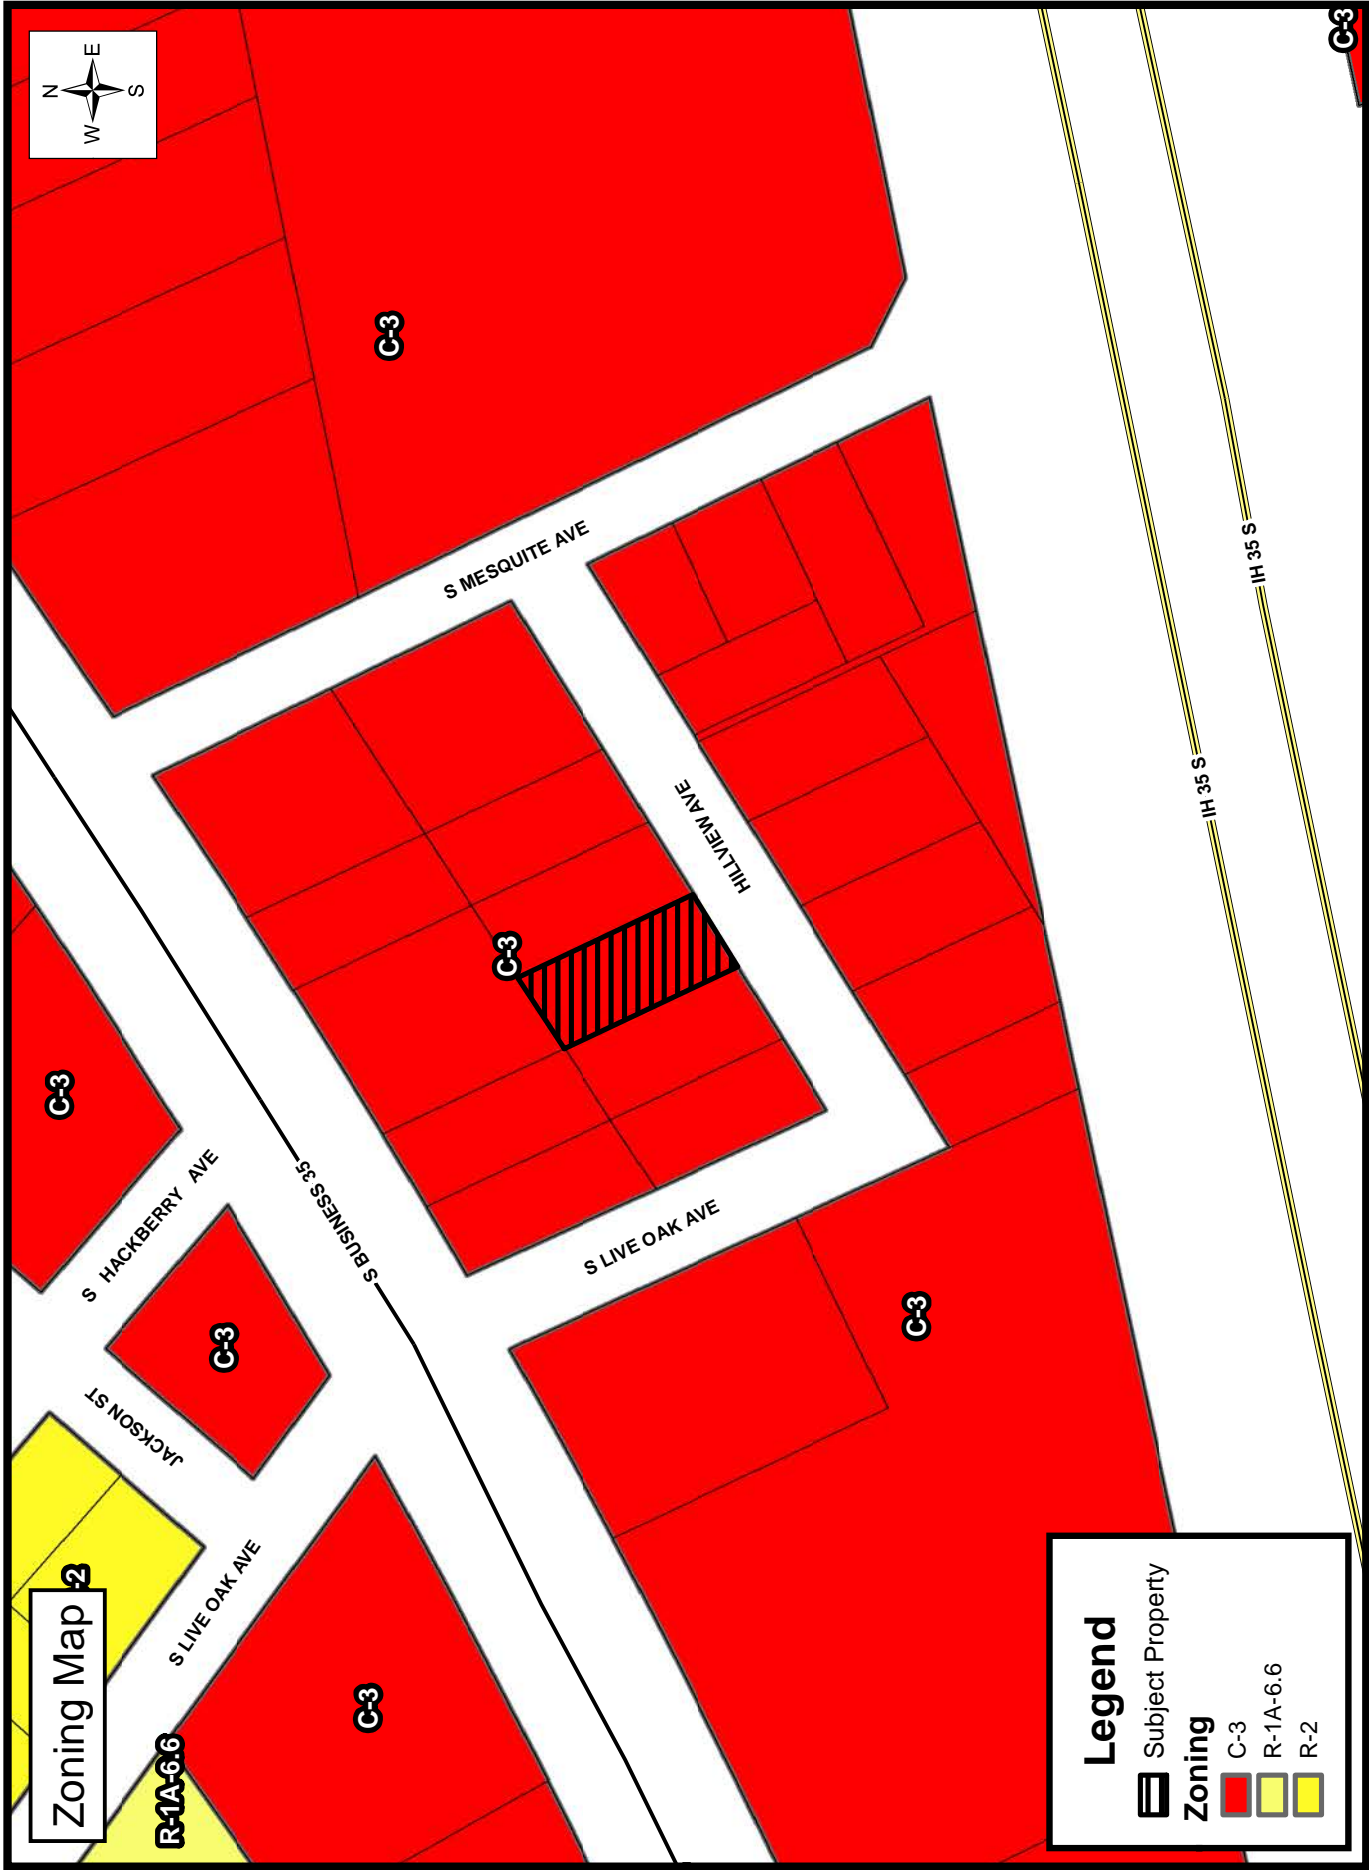 Zoning Map
N
W E
S
-2
R-1A-6.6
C-3
C-3
C-3
C-3
C-3
C-3
C-3
S LIVE OAK AVE
JACKSON ST
S HACKBERRY AVE
S BUSINESS 35
S LIVE OAK AVE
HILLVIEW AVE
S MESQUITE AVE
IH 35 S
IH 35 S
Legend
Subject Property
Zoning
C-3
R-1A-6.6
R-2